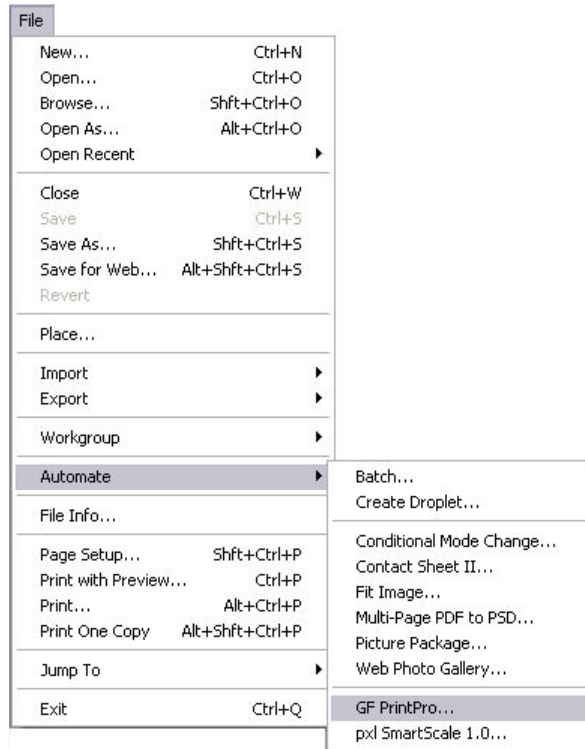 File
New... Ctrl+N
Open... Ctrl+O
Browse... Shft+Ctrl+O
Open As... Alt+Ctrl+O
Open Recent
Close Ctrl+W
Save Ctrl+S
Save As... Shft+Ctrl+S
Save for Web... Alt+Shft+Ctrl+S
Revert
Place...
Import
Export
Workgroup
Automate
File Info...
Page Setup... Shft+Ctrl+P
Print with Preview... Ctrl+P
Print... Alt+Ctrl+P
Print One Copy Alt+Shft+Ctrl+P
Jump To
Exit Ctrl+Q
Batch...
Create Droplet...
Conditional Mode Change...
Contact Sheet II...
Fit Image...
Multi-Page PDF to PSD...
Picture Package...
Web Photo Gallery...
GF PrintPro...
pxl SmartScale 1.0...